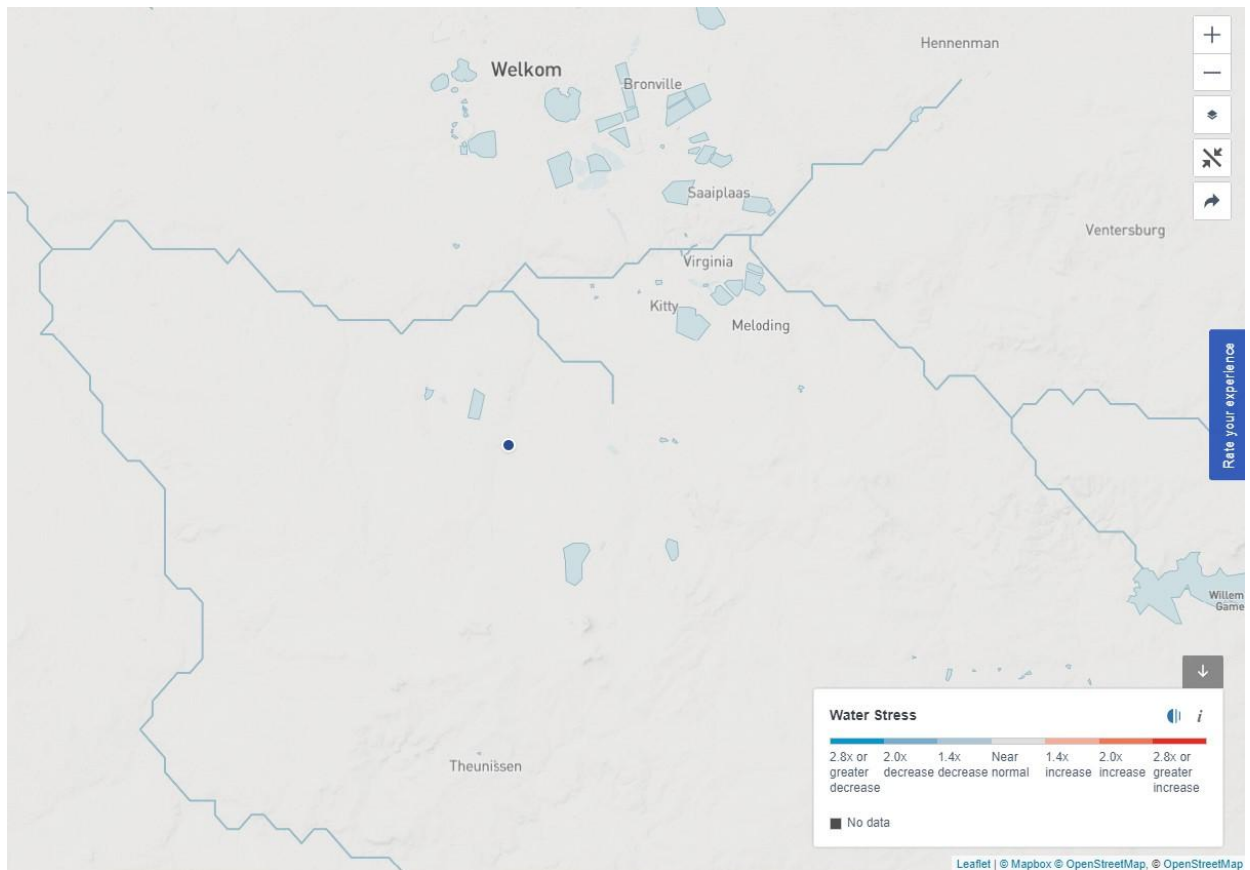 Hennenman
Welkom
Bronville
Saaiplaas
Ventersburg
Virginia
Kitty
Meloding
Rate your experience
Willem
Game
Theunissen
Water Stress
i
2.8x or
greater
decrease
2.0x
decrease
1.4x
decrease
Near
normal
1.4x
increase
2.0x
increase
2.8x or
greater
increase
No data
Leaflet | © Mapbox © OpenStreetMap, © OpenStreetMap